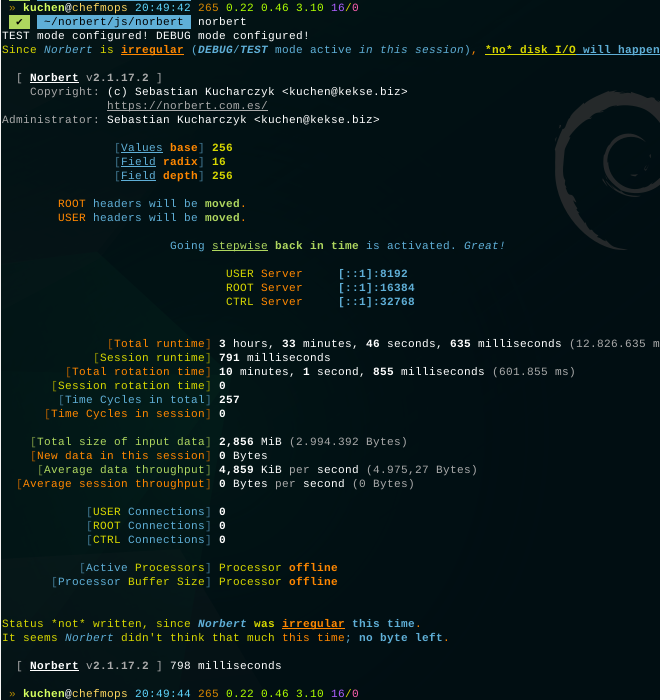 » kuchen@chefmops 20:49:42 265 0.22 0.46 3.10 16/0
✔ ~/norbert/js/norbert norbert
TEST mode configured! DEBUG mode configured!
Since Norbert is irregular (DEBUG/TEST mode active in this session), *no* disk I/O will happen
[ Norbert v2.1.17.2 ]
Copyright: (c) Sebastian Kucharczyk <kuchen@kekse.biz>
https://norbert.com.es/
Administrator: Sebastian Kucharczyk <kuchen@kekse.biz>
[Values base] 256
[Field radix] 16
[Field depth] 256
ROOT headers will be moved.
USER headers will be moved.
Going stepwise back in time is activated. Great!
USER Server [::1]:8192
ROOT Server [::1]:16384
CTRL Server [::1]:32768
[Total runtime] 3 hours, 33 minutes, 46 seconds, 635 milliseconds (12.826.635 m
[Session runtime] 791 milliseconds
[Total rotation time] 10 minutes, 1 second, 855 milliseconds (601.855 ms)
[Session rotation time] 0
[Time Cycles in total] 257
[Time Cycles in session] 0
[Total size of input data] 2,856 MiB (2.994.392 Bytes)
[New data in this session] 0 Bytes
[Average data throughput] 4,859 KiB per second (4.975,27 Bytes)
[Average session throughput] 0 Bytes per second (0 Bytes)
[USER Connections] 0
[ROOT Connections] 0
[CTRL Connections] 0
[Active Processors] Processor offline
[Processor Buffer Size] Processor offline
Status *not* written, since Norbert was irregular this time.
It seems Norbert didn't think that much this time; no byte left.
[ Norbert v2.1.17.2 ] 798 milliseconds
» kuchen@chefmops 20:49:44 265 0.22 0.46 3.10 16/0